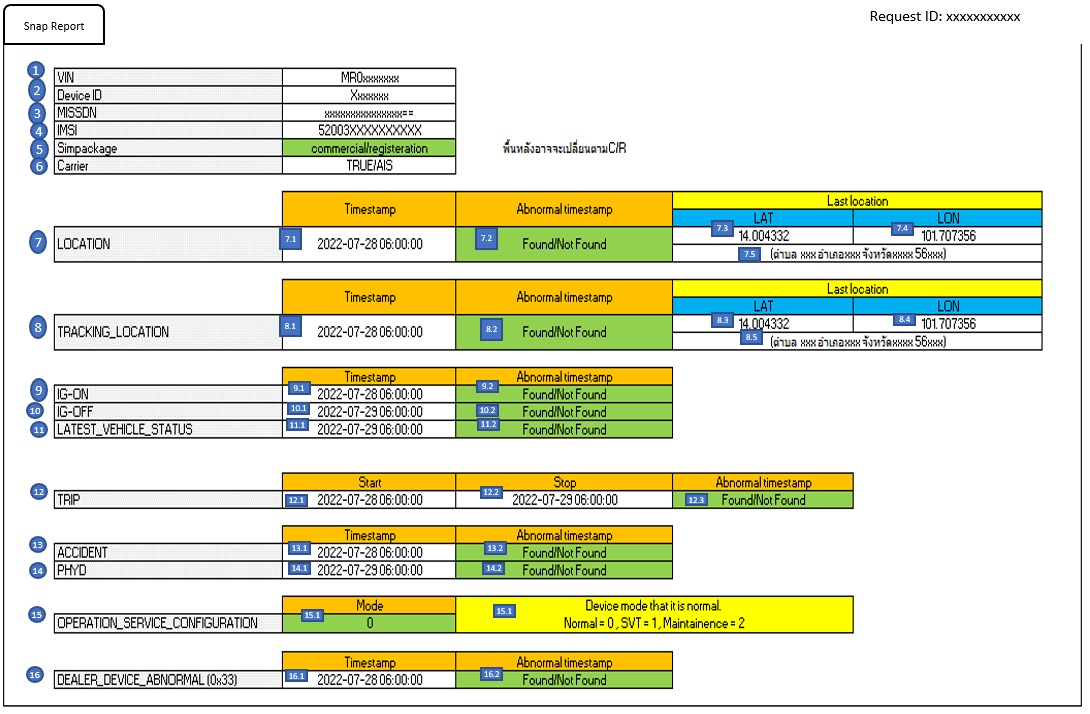 Snap Report
Request ID: xxxxxxxxxxx
1 VIN MR0xxxxxxx
2 Device ID Xxxxxxx
3 MISSDN xxxxxxxxxxxxxxxx==
4 IMSI 52003XXXXXXXXXX
5 Simpackage commercial/registeration พื้นหลังอาจจะเปลี่ยนตามC/R
6 Carrier TRUE/AIS
Timestamp Abnormal timestamp Last location
LAT LON
7 LOCATION 7.1 2022-07-28 06:00:00 7.2 Found/Not Found 7.3 14.004332 7.4 101.707356
7.5 (ตำบล xxx อำเภอxxx จังหวัดxxxx 56xxx)
Timestamp Abnormal timestamp Last location
LAT LON
8 TRACKING_LOCATION 8.1 2022-07-28 06:00:00 8.2 Found/Not Found 8.3 14.004332 8.4 101.707356
8.5 (ตำบล xxx อำเภอxxx จังหวัดxxxx 56xxx)
Timestamp Abnormal timestamp
9 IG-ON 9.1 2022-07-28 06:00:00 9.2 Found/Not Found
10 IG-OFF 10.1 2022-07-29 06:00:00 10.2 Found/Not Found
11 LATEST_VEHICLE_STATUS 11.1 2022-07-29 06:00:00 11.2 Found/Not Found
Start Stop Abnormal timestamp
12 TRIP 12.1 2022-07-28 06:00:00 12.2 2022-07-29 06:00:00 12.3 Found/Not Found
Timestamp Abnormal timestamp
13 ACCIDENT 13.1 2022-07-28 06:00:00 13.2 Found/Not Found
14 PHYD 14.1 2022-07-29 06:00:00 14.2 Found/Not Found
Mode 15.1 Device mode that it is normal.
15 OPERATION_SERVICE_CONFIGURATION 15.1 0 Normal = 0 , SVT = 1, Maintainence = 2
Timestamp Abnormal timestamp
16 DEALER_DEVICE_ABNORMAL (0x33) 16.1 2022-07-28 06:00:00 16.2 Found/Not Found